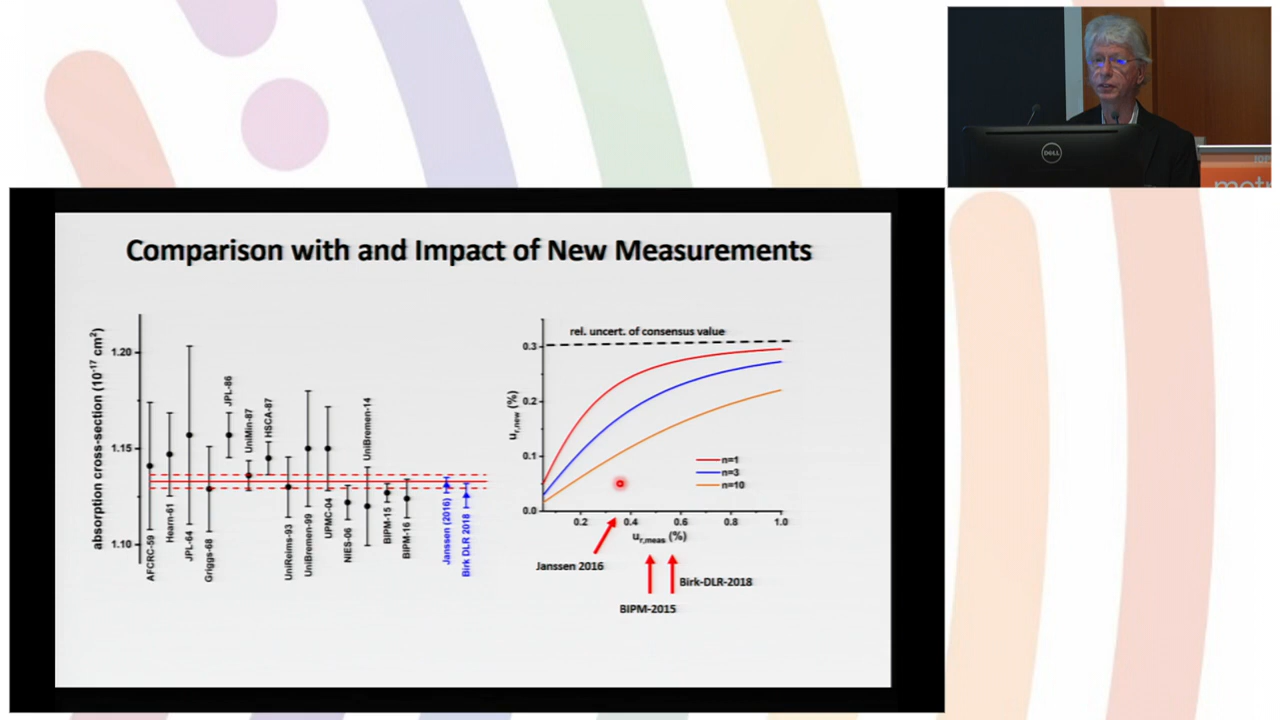 Comparison with and Impact of New Measurements
absorption cross-section (10⁻¹⁷ cm²)
1.20
1.15
1.10
AFCRC-59
Hearn-61
JPL-64
Griggs-68
JPL-86
UniMin-87
HSCA-87
UniReims-93
UniBremen-99
UPMC-04
NIES-06
UniBremen-14
BIPM-15
BIPM-16
Janssen (2016)
Birk DLR 2018
rel. uncert. of consensus value
u r,new (%)
0.3
0.2
0.1
0.0
n=1
n=3
n=10
0.2 0.4 0.6 0.8 1.0
u r,meas (%)
Janssen 2016
Birk-DLR-2018
BIPM-2015
DELL